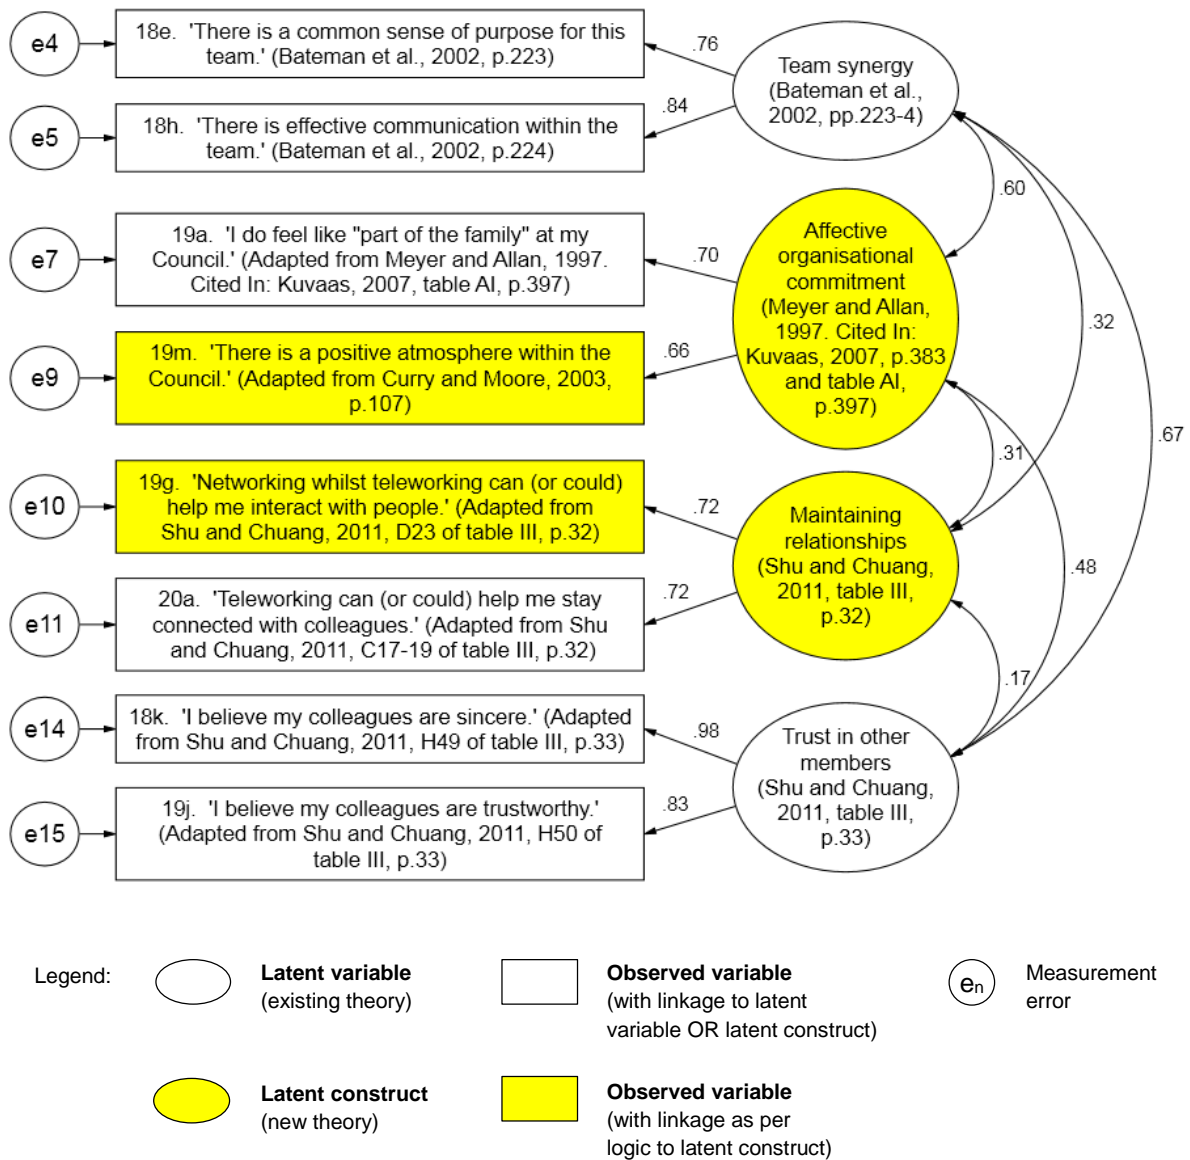 e4
18e. 'There is a common sense of purpose for this
team.' (Bateman et al., 2002, p.223)
.76
Team synergy
(Bateman et al.,
2002, pp.223-4)
e5
18h. 'There is effective communication within the
team.' (Bateman et al., 2002, p.224)
.84
.60
e7
19a. 'I do feel like "part of the family" at my
Council.' (Adapted from Meyer and Allan, 1997.
Cited In: Kuvaas, 2007, table AI, p.397)
.70
Affective
organisational
commitment
(Meyer and Allan,
1997. Cited In:
Kuvaas, 2007, p.383
and table AI,
p.397)
.32
e9
19m. 'There is a positive atmosphere within the
Council.' (Adapted from Curry and Moore, 2003,
p.107)
.66
.67
.31
e10
19g. 'Networking whilst teleworking can (or could)
help me interact with people.' (Adapted from
Shu and Chuang, 2011, D23 of table III, p.32)
.72
Maintaining
relationships
(Shu and Chuang,
2011, table III,
p.32)
.48
e11
20a. 'Teleworking can (or could) help me stay
connected with colleagues.' (Adapted from Shu
and Chuang, 2011, C17-19 of table III, p.32)
.72
.17
e14
18k. 'I believe my colleagues are sincere.' (Adapted
from Shu and Chuang, 2011, H49 of table III, p.33)
.98
Trust in other
members
(Shu and Chuang,
2011, table III,
p.33)
e15
19j. 'I believe my colleagues are trustworthy.'
(Adapted from Shu and Chuang, 2011, H50 of
table III, p.33)
.83
Legend:
Latent variable
(existing theory)
Observed variable
(with linkage to latent
variable OR latent construct)
en
Measurement
error
Latent construct
(new theory)
Observed variable
(with linkage as per
logic to latent construct)